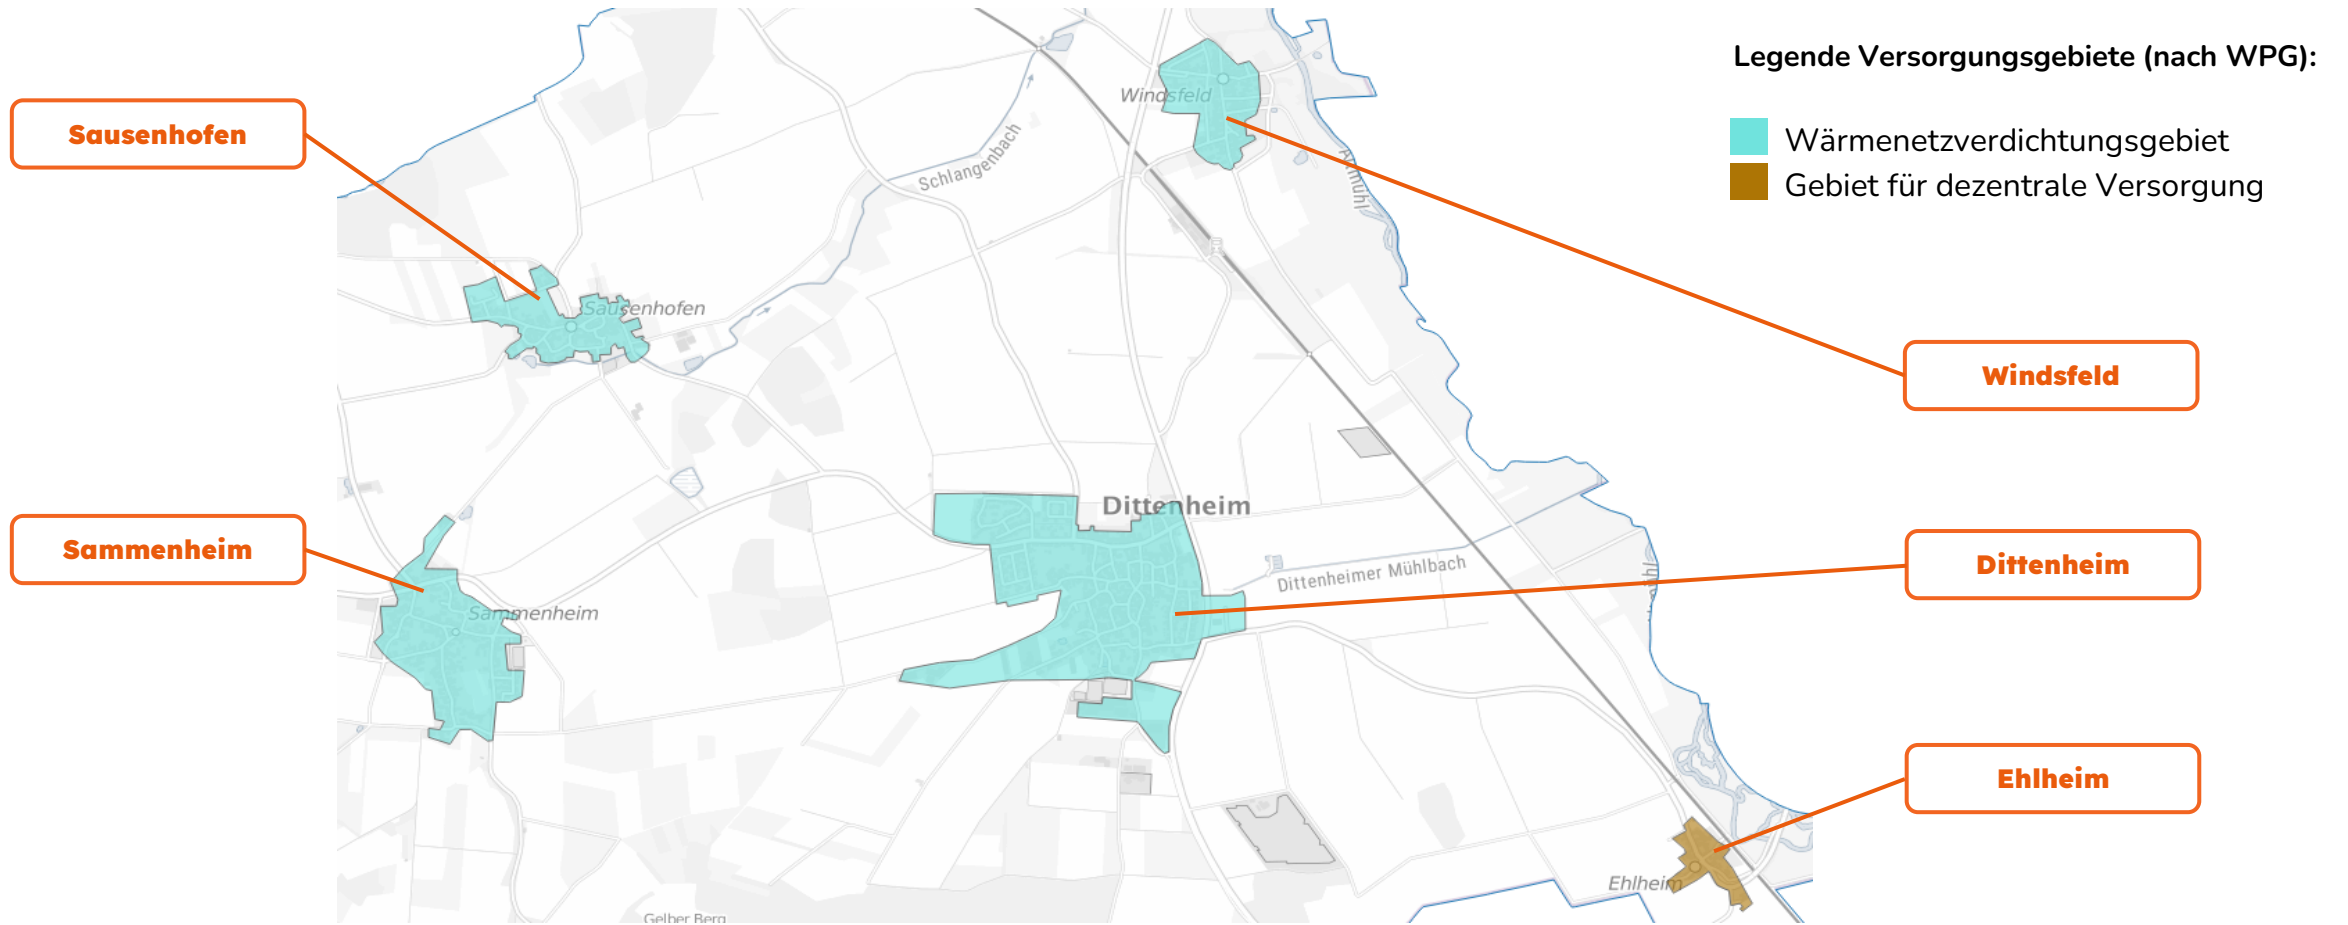 Legende Versorgungsgebiete (nach WPG):
Wärmenetzverdichtungsgebiet
Gebiet für dezentrale Versorgung
Sausenhofen
Windsfeld
Schlangenbach
Altmühl
Sausenhofen
Windsfeld
Dittenheim
Sammenheim
Dittenheim
Dittenheimer Mühlbach
Sammenheim
Ehlheim
Ehlheim
Gelber Berg